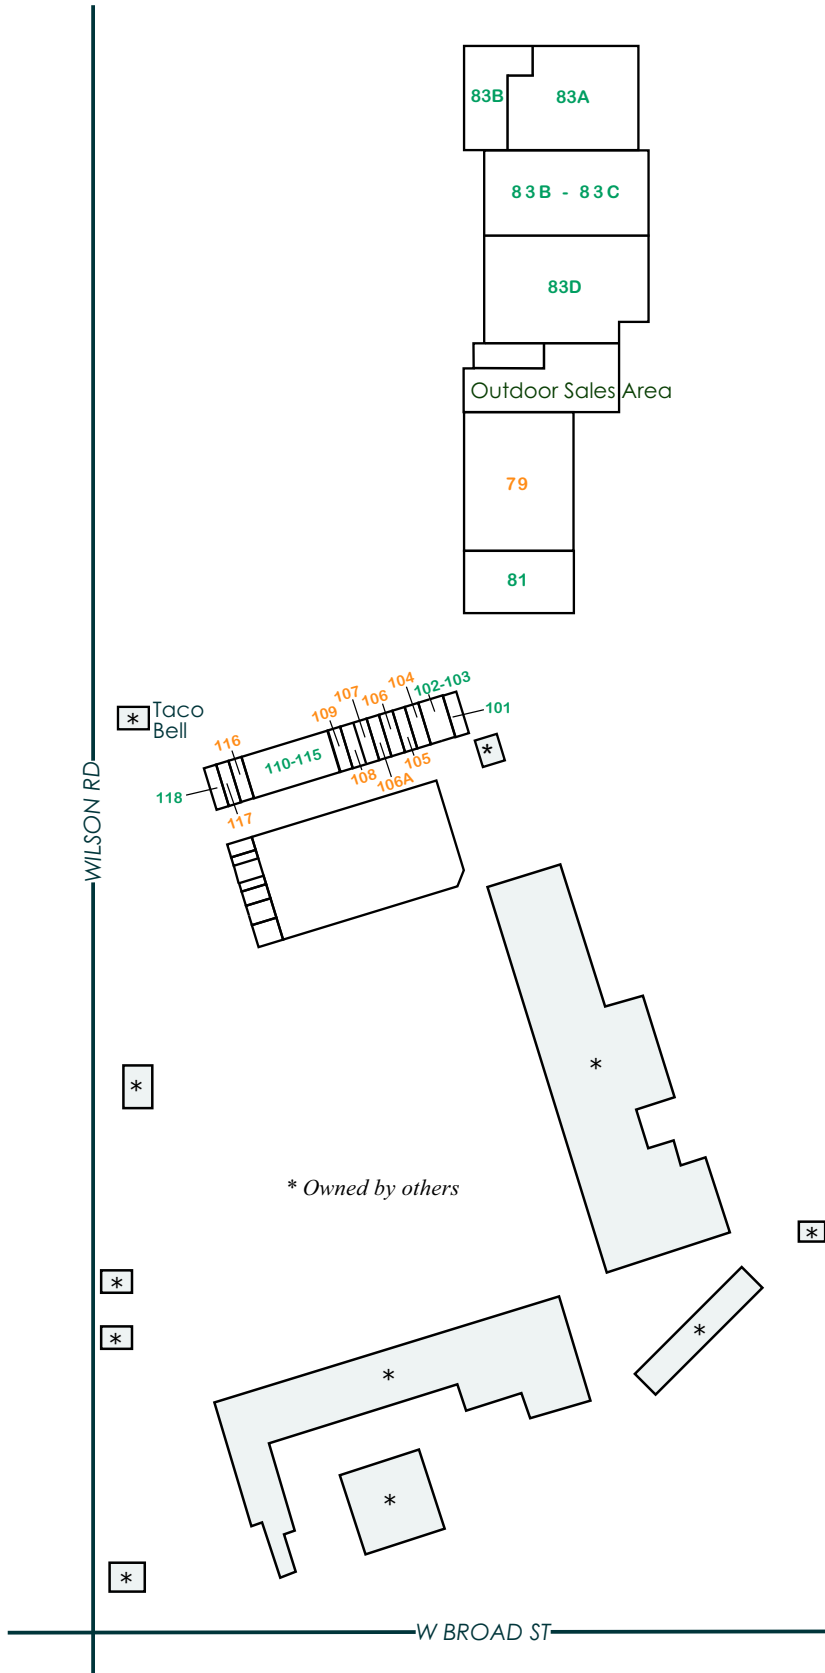 83B
83A
83B - 83C
83D
Outdoor Sales Area
79
81
104
102-103
107
106
101
109
* Taco
Bell
116
110-115
*
105
108
106A
118
117
WILSON RD
*
*
* Owned by others
*
*
*
*
*
*
*
W BROAD ST